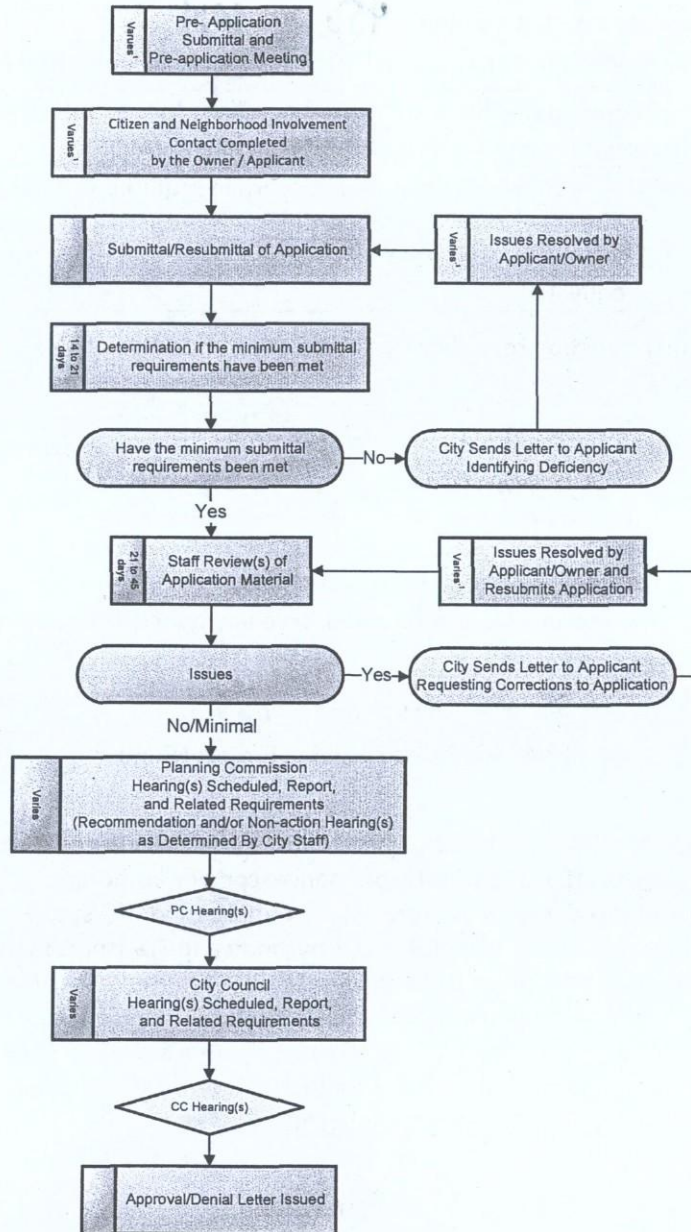 Pre- Application
Submittal and
Pre-application Meeting
Varies¹
Citizen and Neighborhood Involvement
Contact Completed
by the Owner / Applicant
Varies¹
Submittal/Resubmittal of Application
Issues Resolved by
Applicant/Owner
Varies¹
Determination if the minimum submittal
requirements have been met
14 to 21
days
Have the minimum submittal
requirements been met
No
City Sends Letter to Applicant
Identifying Deficiency
Yes
Staff Review(s) of
Application Material
21 to 45
days
Issues Resolved by
Applicant/Owner and
Resubmits Application
Varies¹
Issues
Yes
City Sends Letter to Applicant
Requesting Corrections to Application
No/Minimal
Planning Commission
Hearing(s) Scheduled, Report,
and Related Requirements
(Recommendation and/or Non-action Hearing(s)
as Determined By City Staff)
Varies
PC Hearing(s)
City Council
Hearing(s) Scheduled, Report,
and Related Requirements
Varies
CC Hearing(s)
Approval/Denial Letter Issued